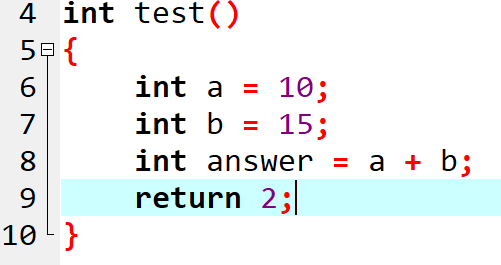 4 int test()
5 {
6     int a = 10;
7     int b = 15;
8     int answer = a + b;
9     return 2;
10 }